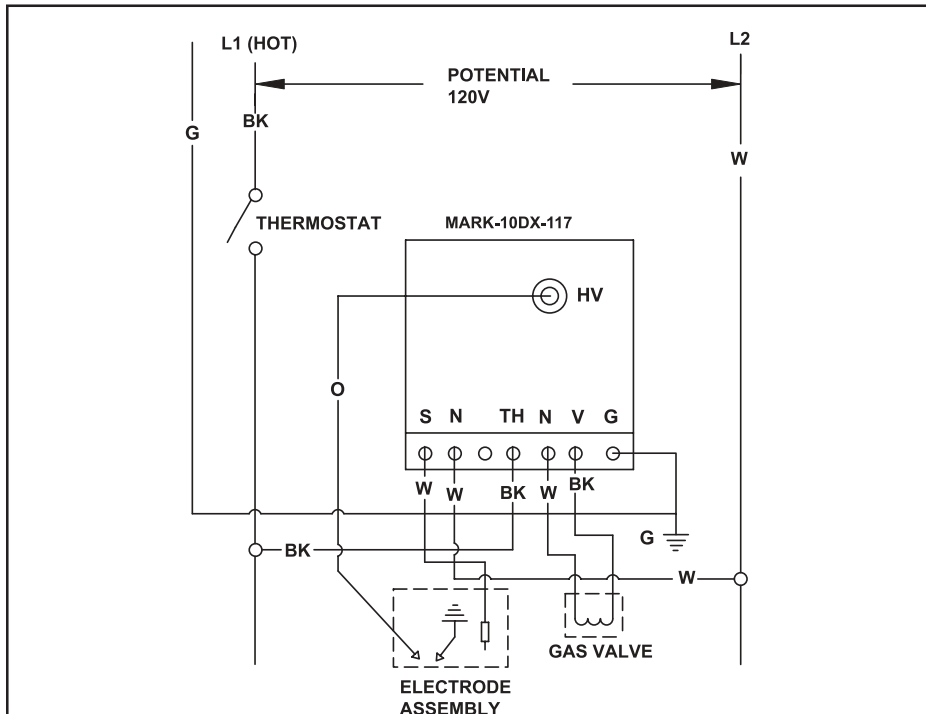 L1 (HOT)
L2
POTENTIAL
120V
BK
G
W
THERMOSTAT
MARK-10DX-117
HV
O
S N TH N V G
W
W
BK
W
BK
G
BK
W
GAS VALVE
ELECTRODE
ASSEMBLY